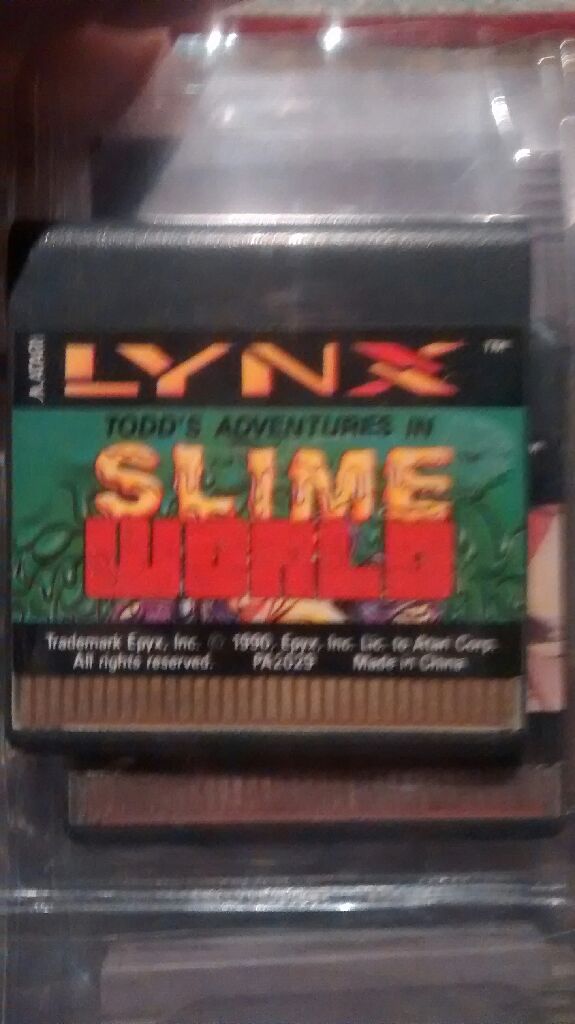 ATARI
LYNX
TM
TODD'S ADVENTURES IN
SLIME
WORLD
Trademark Epyx, Inc. © 1990, Epyx, Inc. Lic. to Atari Corp.
All rights reserved. PA2029 Made in China